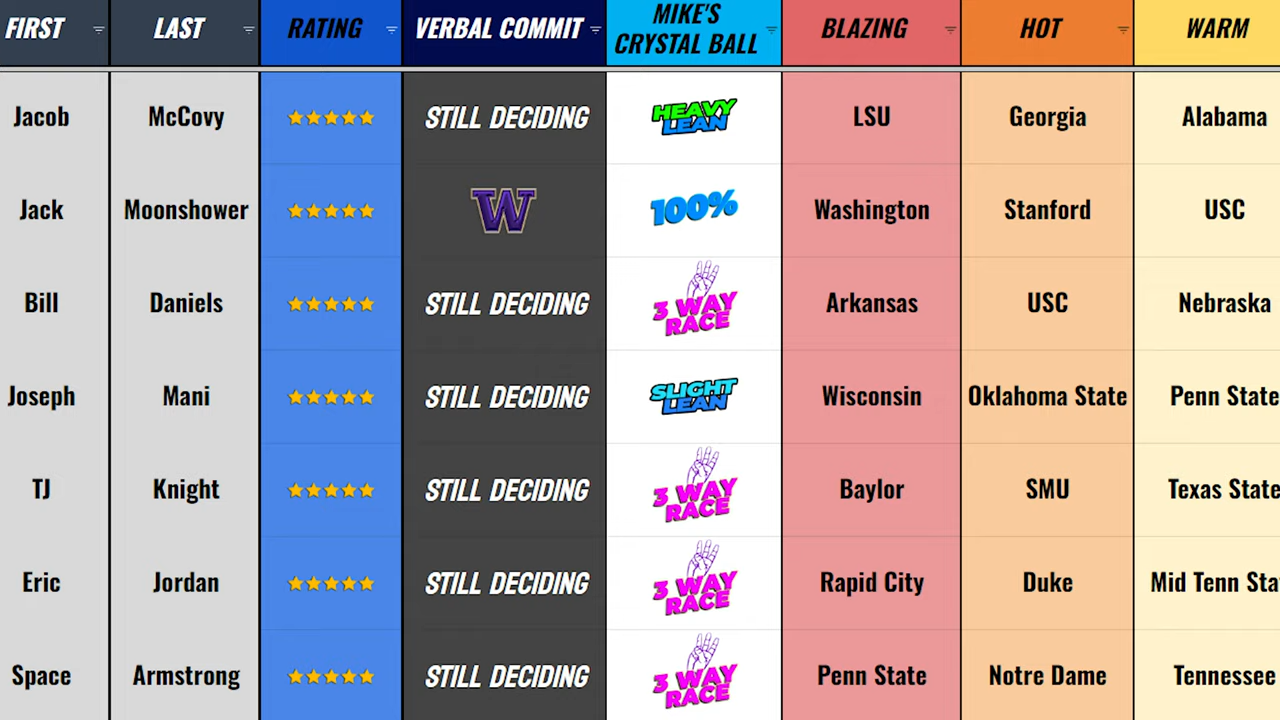 FIRST LAST RATING VERBAL COMMIT MIKE'S CRYSTAL BALL BLAZING HOT WARM
Jacob McCovy STILL DECIDING HEAVY LEAN LSU Georgia Alabama
Jack Moonshower W 100% Washington Stanford USC
Bill Daniels STILL DECIDING 3 WAY RACE Arkansas USC Nebraska
Joseph Mani STILL DECIDING SLIGHT LEAN Wisconsin Oklahoma State Penn State
TJ Knight STILL DECIDING 3 WAY RACE Baylor SMU Texas State
Eric Jordan STILL DECIDING 3 WAY RACE Rapid City Duke Mid Tenn Sta
Space Armstrong STILL DECIDING 3 WAY RACE Penn State Notre Dame Tennessee